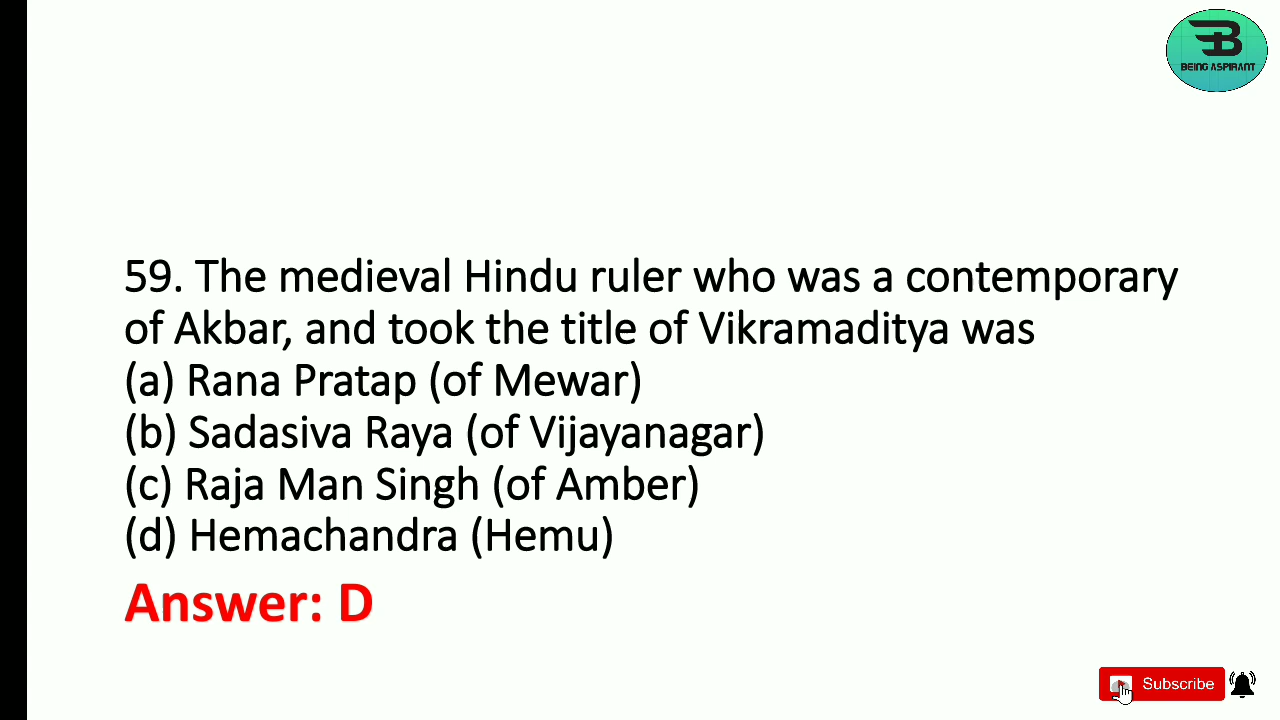 BEING ASPIRANT
59. The medieval Hindu ruler who was a contemporary
of Akbar, and took the title of Vikramaditya was
(a) Rana Pratap (of Mewar)
(b) Sadasiva Raya (of Vijayanagar)
(c) Raja Man Singh (of Amber)
(d) Hemachandra (Hemu)
Answer: D
Subscribe